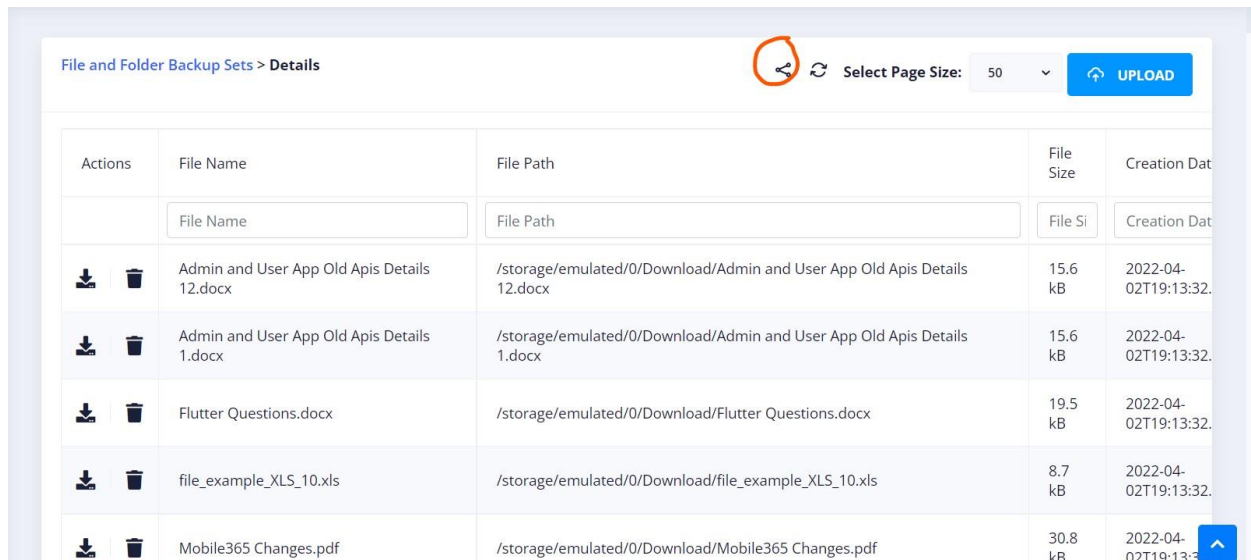 File and Folder Backup Sets > Details
Select Page Size: 50 UPLOAD
Actions File Name File Path File Size Creation Dat
File Name File Path File Si Creation Dat
Admin and User App Old Apis Details 12.docx /storage/emulated/0/Download/Admin and User App Old Apis Details 12.docx 15.6 kB 2022-04-02T19:13:32.
Admin and User App Old Apis Details 1.docx /storage/emulated/0/Download/Admin and User App Old Apis Details 1.docx 15.6 kB 2022-04-02T19:13:32.
Flutter Questions.docx /storage/emulated/0/Download/Flutter Questions.docx 19.5 kB 2022-04-02T19:13:32.
file_example_XLS_10.xls /storage/emulated/0/Download/file_example_XLS_10.xls 8.7 kB 2022-04-02T19:13:32.
Mobile365 Changes.pdf /storage/emulated/0/Download/Mobile365 Changes.pdf 30.8 kB 2022-04-02T19:13:3